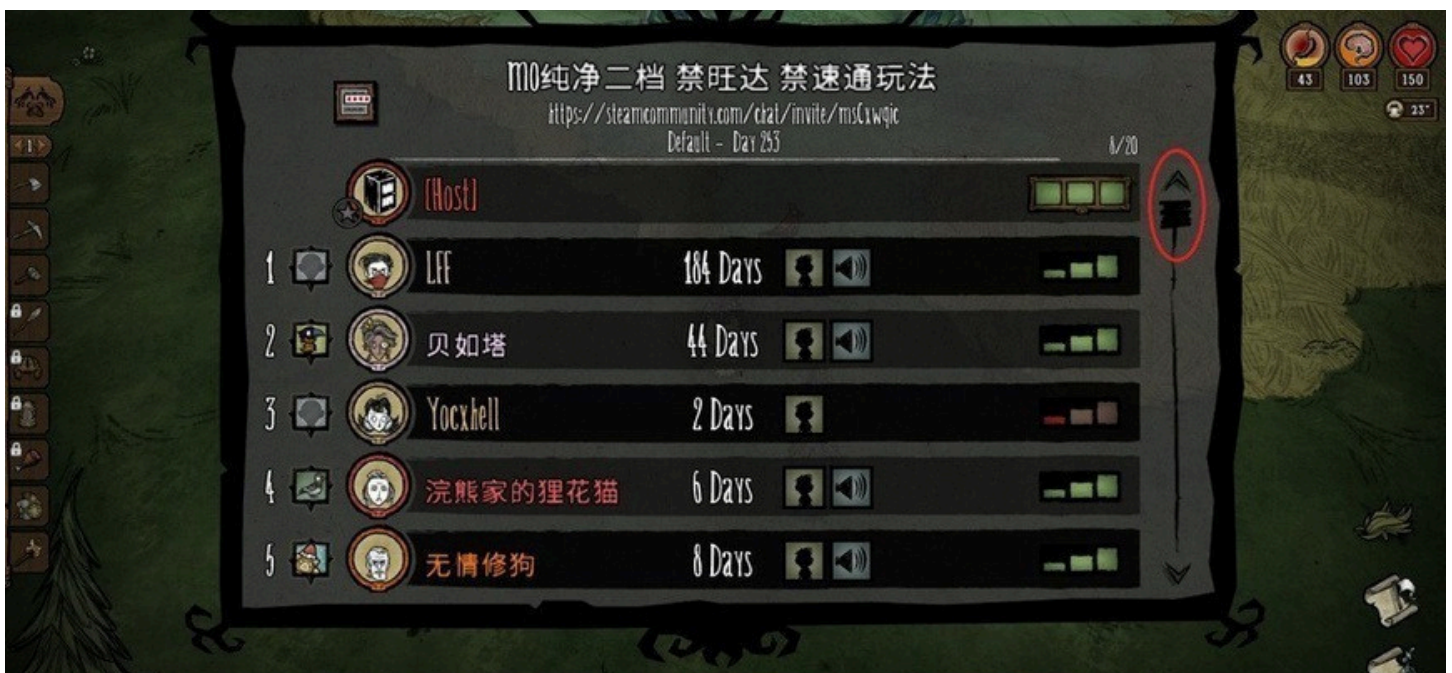 M0纯净二档 禁旺达 禁速通玩法
https://steamcommunity.com/chat/invite/msCxwqic
Default - Day 253
8/20
43 103 150
23°
1
[Host]
1 LFF 184 Days
2 贝如塔 44 Days
3 Yocxhell 2 Days
4 浣熊家的狸花猫 6 Days
5 无情修狗 8 Days